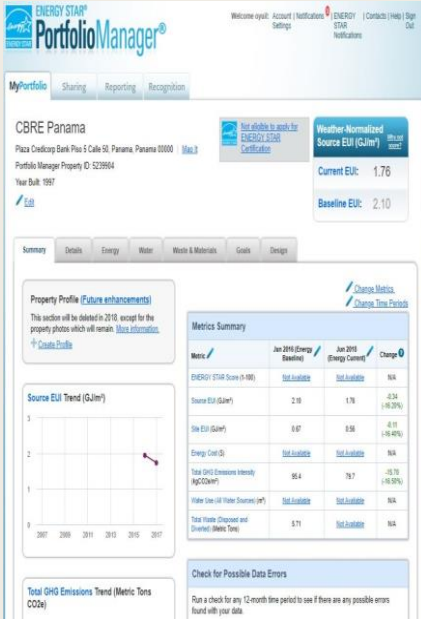 ENERGY STAR®
PortfolioManager®
ENERGY STAR
Welcome oyuil: Account Settings | Notifications | ENERGY STAR Notifications | Contacts | Help | Sign Out
MyPortfolio Sharing Reporting Recognition
CBRE Panama
Plaza Credicorp Bank Piso 5 Calle 50, Panama, Panama 00000 | Map It
Portfolio Manager Property ID: 5239904
Year Built: 1997
Edit
Not eligible to apply for ENERGY STAR Certification
Weather-Normalized Source EUI (GJ/m²) Why not score?
Current EUI: 1.76
Baseline EUI: 2.10
Summary Details Energy Water Waste & Materials Goals Design
Property Profile (Future enhancements)
This section will be deleted in 2018, except for the
property photos which will remain. More information.
Create Profile
Change Metrics
Change Time Periods
Source EUI Trend (GJ/m²)
3
2
1
0
2007 2009 2011 2013 2015 2017
Metrics Summary
Metric Jan 2016 (Energy Baseline) Jun 2018 (Energy Current) Change
ENERGY STAR Score (1-100) Not Available Not Available N/A
Source EUI (GJ/m²) 2.10 1.76 -0.34 (-16.20%)
Site EUI (GJ/m²) 0.67 0.56 -0.11 (-16.40%)
Energy Cost ($) Not Available Not Available N/A
Total GHG Emissions Intensity (kgCO2e/m²) 95.4 79.7 -15.70 (-16.50%)
Water Use (All Water Sources) (m³) Not Available Not Available N/A
Total Waste (Disposed and Diverted) (Metric Tons) 5.71 Not Available N/A
Total GHG Emissions Trend (Metric Tons
CO2e)
Check for Possible Data Errors
Run a check for any 12-month time period to see if there are any possible errors
found with your data.